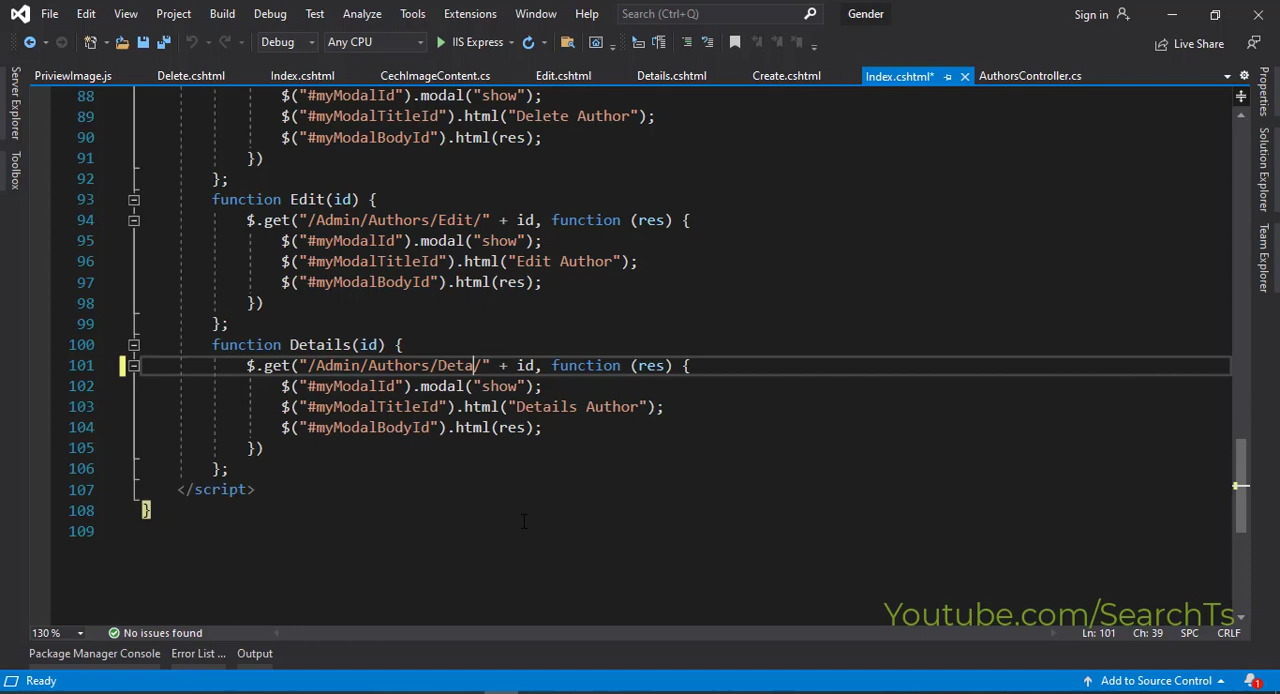 File Edit View Project Build Debug Test Analyze Tools Extensions Window Help Search (Ctrl+Q) Gender Sign in
Debug Any CPU IIS Express Live Share
PriviewImage.js Delete.cshtml Index.cshtml CechImageContent.cs Edit.cshtml Details.cshtml Create.cshtml Index.cshtml* AuthorsController.cs
Server Explorer
Toolbox
Properties
Solution Explorer
Team Explorer
88 $("#myModalId").modal("show");
89 $("#myModalTitleId").html("Delete Author");
90 $("#myModalBodyId").html(res);
91 })
92 };
93 function Edit(id) {
94 $.get("/Admin/Authors/Edit/" + id, function (res) {
95 $("#myModalId").modal("show");
96 $("#myModalTitleId").html("Edit Author");
97 $("#myModalBodyId").html(res);
98 })
99 };
100 function Details(id) {
101 $.get("/Admin/Authors/Deta/" + id, function (res) {
102 $("#myModalId").modal("show");
103 $("#myModalTitleId").html("Details Author");
104 $("#myModalBodyId").html(res);
105 })
106 };
107 </script>
108 }
109
Youtube.com/SearchTs
130 % No issues found Ln: 101 Ch: 39 SPC CRLF
Package Manager Console Error List ... Output
Ready Add to Source Control 1